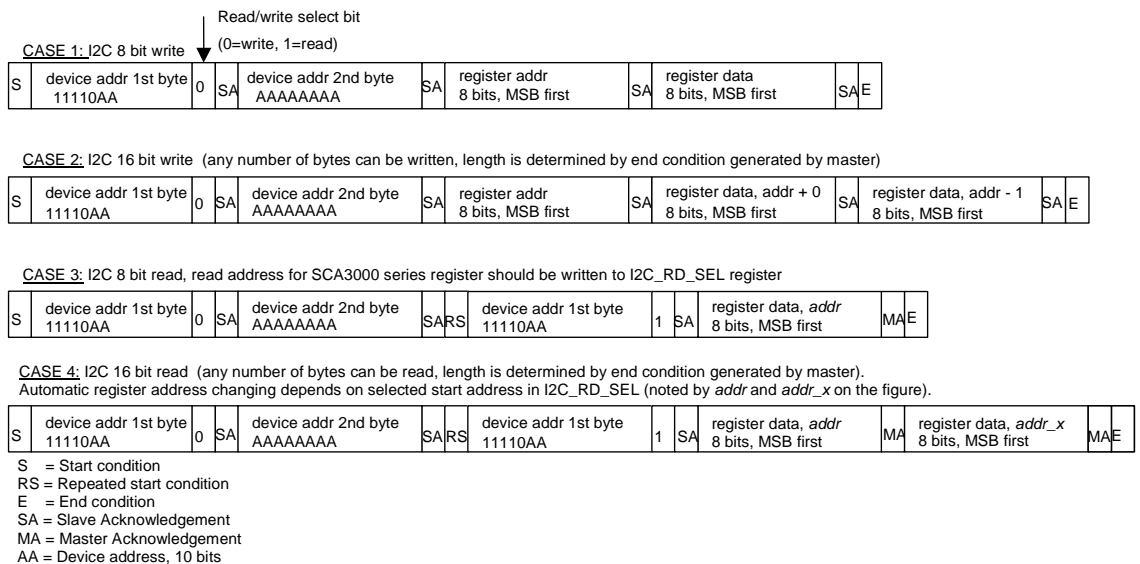 Read/write select bit
(0=write, 1=read)
CASE 1: I2C 8 bit write
S device addr 1st byte 11110AA 0 SA device addr 2nd byte AAAAAAAA SA register addr 8 bits, MSB first SA register data 8 bits, MSB first SA E
CASE 2: I2C 16 bit write (any number of bytes can be written, length is determined by end condition generated by master)
S device addr 1st byte 11110AA 0 SA device addr 2nd byte AAAAAAAA SA register addr 8 bits, MSB first SA register data, addr + 0 8 bits, MSB first SA register data, addr - 1 8 bits, MSB first SA E
CASE 3: I2C 8 bit read, read address for SCA3000 series register should be written to I2C_RD_SEL register
S device addr 1st byte 11110AA 0 SA device addr 2nd byte AAAAAAAA SA RS device addr 1st byte 11110AA 1 SA register data, addr 8 bits, MSB first MA E
CASE 4: I2C 16 bit read (any number of bytes can be read, length is determined by end condition generated by master).
Automatic register address changing depends on selected start address in I2C_RD_SEL (noted by addr and addr_x on the figure).
S device addr 1st byte 11110AA 0 SA device addr 2nd byte AAAAAAAA SA RS device addr 1st byte 11110AA 1 SA register data, addr 8 bits, MSB first MA register data, addr_x 8 bits, MSB first MA E
S = Start condition
RS = Repeated start condition
E = End condition
SA = Slave Acknowledgement
MA = Master Acknowledgement
AA = Device address, 10 bits